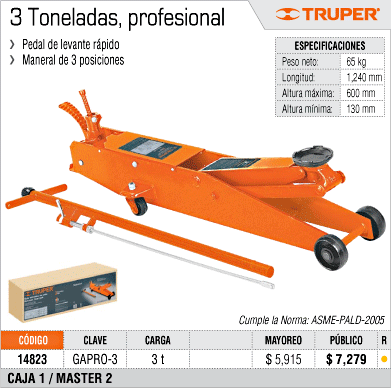 3 Toneladas, profesional
TRUPER
› Pedal de levante rápido
› Maneral de 3 posiciones
ESPECIFICACIONES
Peso neto: 65 kg
Longitud: 1,240 mm
Altura máxima: 600 mm
Altura mínima: 130 mm
TRUPER
Cumple la Norma: ASME-PALD-2005
CÓDIGO CLAVE CARGA MAYOREO PÚBLICO R
14823 GAPRO-3 3 t $ 5,915 $ 7,279
CAJA 1 / MASTER 2